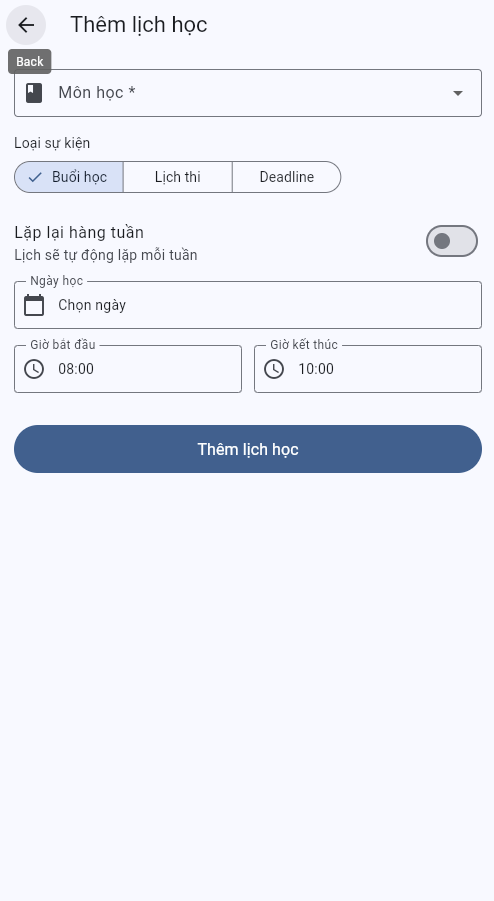 Thêm lịch học
Back
Môn học *
Loại sự kiện
Buổi học
Lịch thi
Deadline
Lặp lại hàng tuần
Lịch sẽ tự động lặp mỗi tuần
Ngày học
Chọn ngày
Giờ bắt đầu
Giờ kết thúc
08:00
10:00
Thêm lịch học